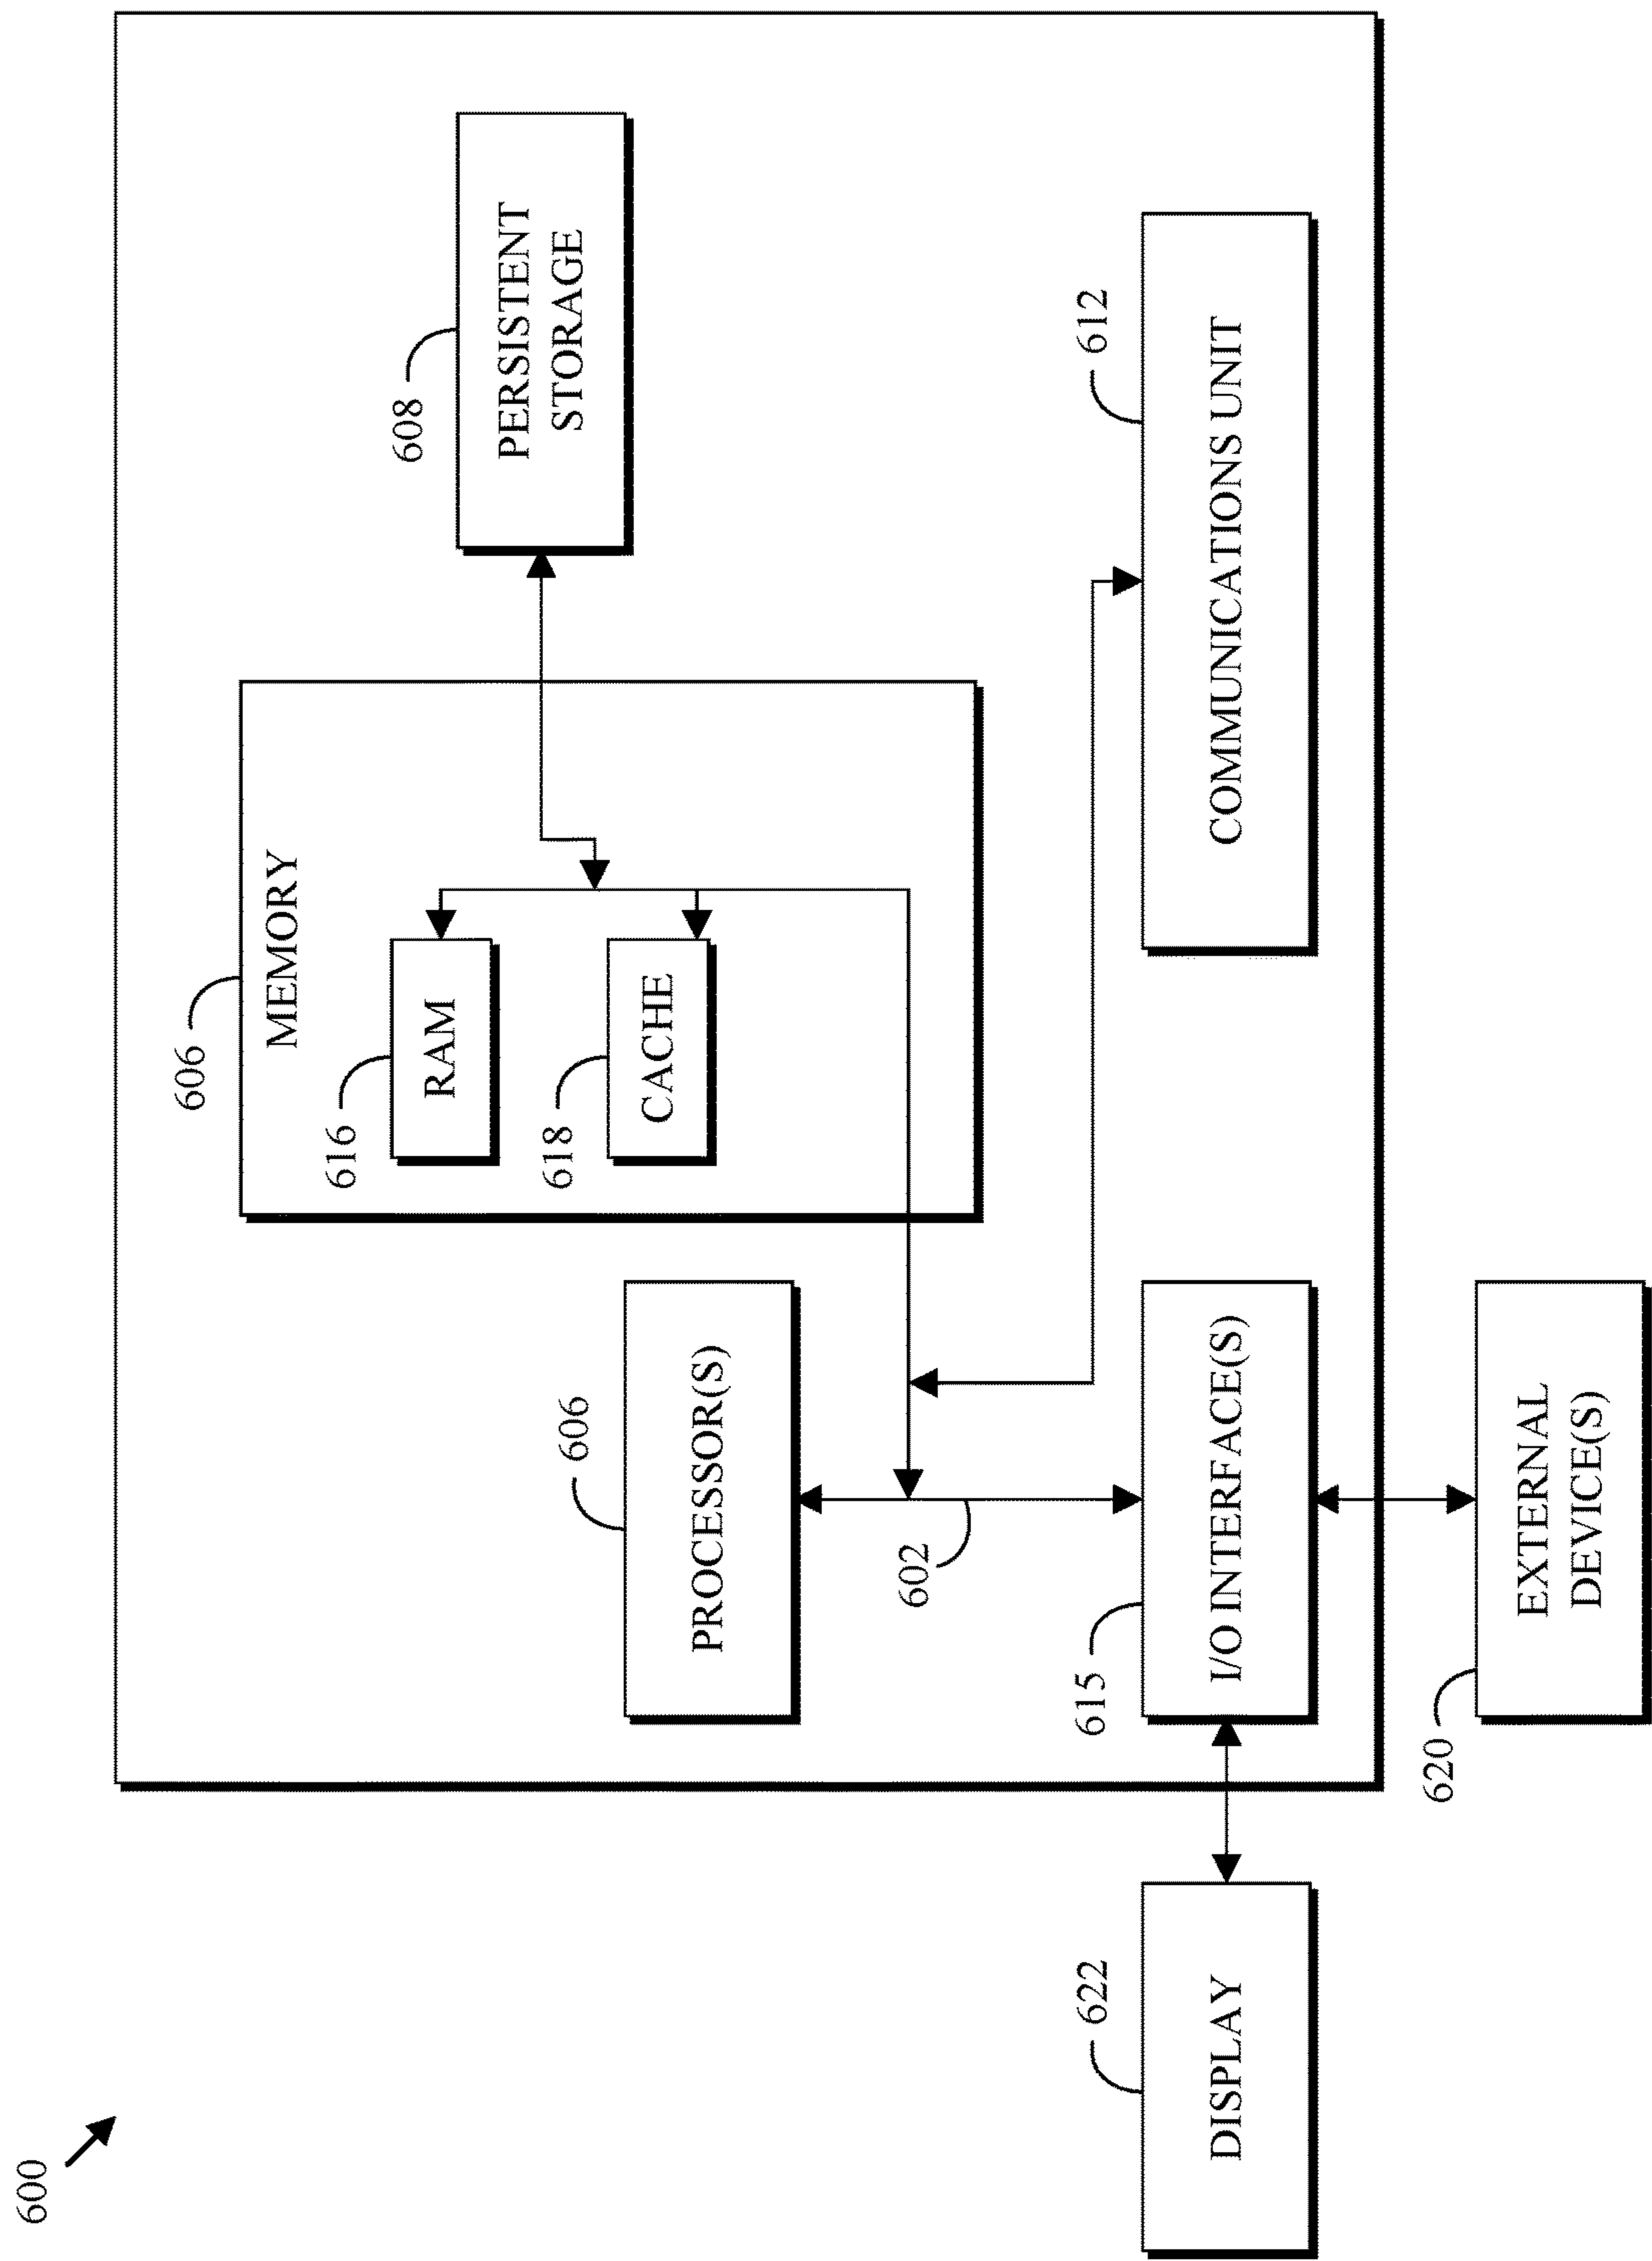 600
606
MEMORY
616
RAM
618
CACHE
608
PERSISTENT
STORAGE
606
PROCESSOR(S)
602
615
I/O INTERFACE(S)
612
COMMUNICATIONS UNIT
622
DISPLAY
620
EXTERNAL
DEVICE(S)